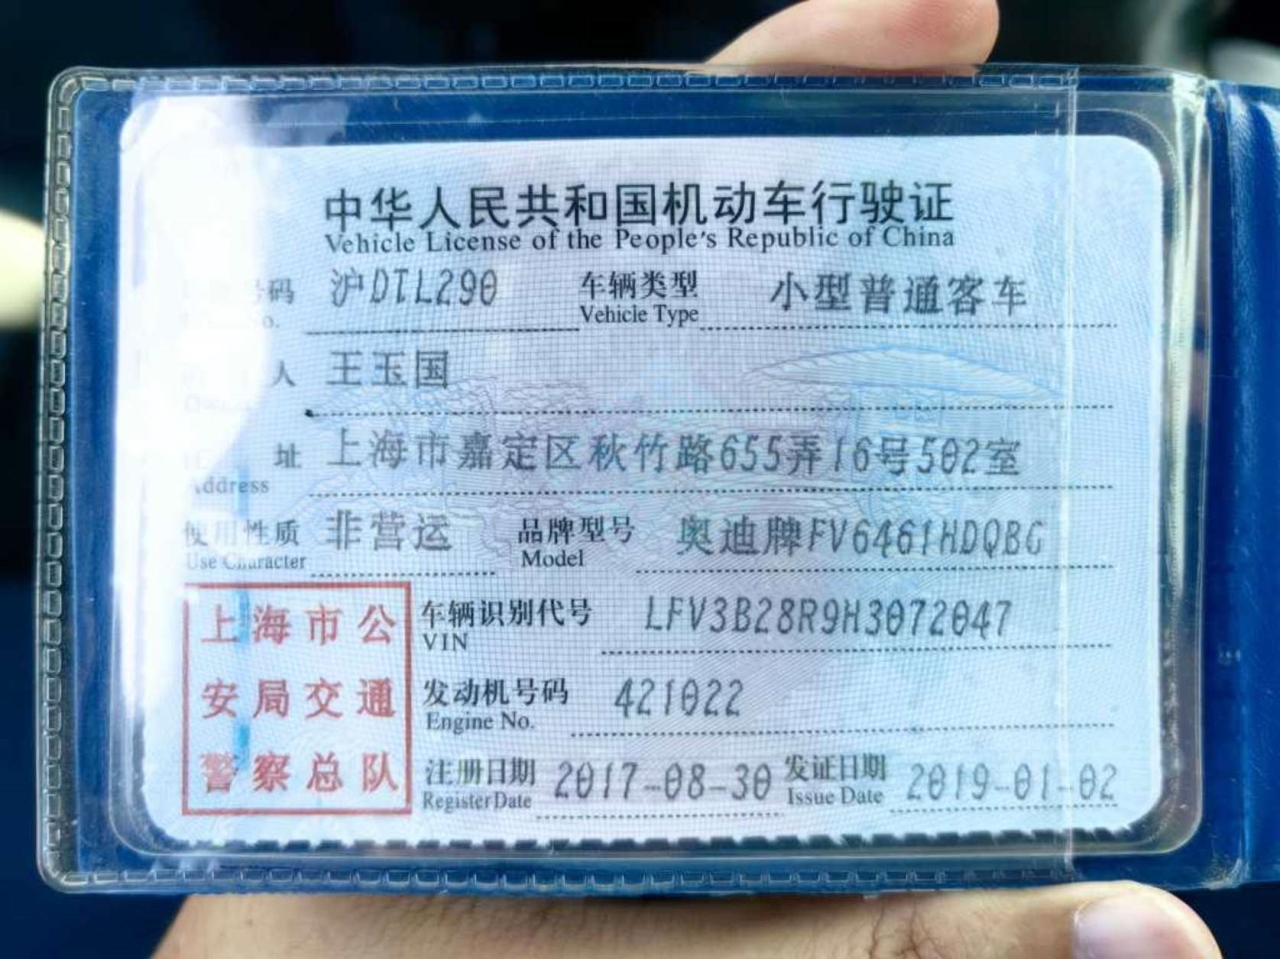 中华人民共和国机动车行驶证
Vehicle License of the People's Republic of China
号码 沪DTL290 车辆类型 小型普通客车
No. Vehicle Type
人 王玉国
址 上海市嘉定区秋竹路655弄16号502室
Address
使用性质 非营运 品牌型号 奥迪牌FV6461HDQBG
Use Character Model
上海市公
安局交通
警察总队
车辆识别代号 LFV3B28R9H3072047
VIN
发动机号码 421022
Engine No.
注册日期 2017-08-30 发证日期 2019-01-02
Register Date Issue Date